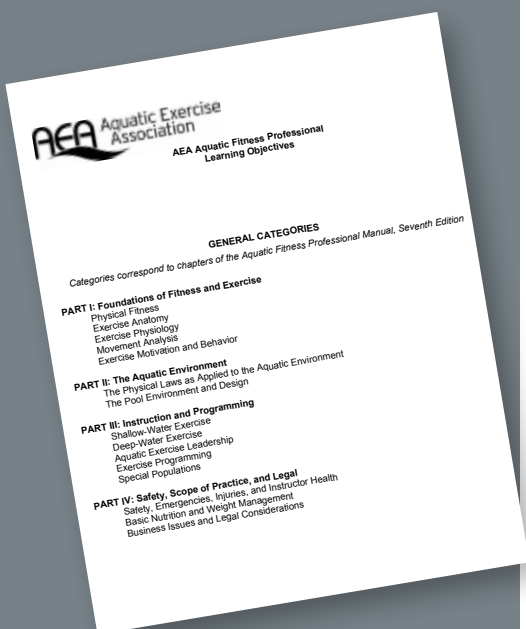 AEA Aquatic Exercise
Association
AEA Aquatic Fitness Professional
Learning Objectives
GENERAL CATEGORIES
Categories correspond to chapters of the Aquatic Fitness Professional Manual, Seventh Edition
PART I: Foundations of Fitness and Exercise
Physical Fitness
Exercise Anatomy
Exercise Physiology
Movement Analysis
Exercise Motivation and Behavior
PART II: The Aquatic Environment
The Physical Laws as Applied to the Aquatic Environment
The Pool Environment and Design
PART III: Instruction and Programming
Shallow-Water Exercise
Deep-Water Exercise
Aquatic Exercise Leadership
Exercise Programming
Special Populations
PART IV: Safety, Scope of Practice, and Legal
Safety, Emergencies, Injuries, and Instructor Health
Basic Nutrition and Weight Management
Business Issues and Legal Considerations